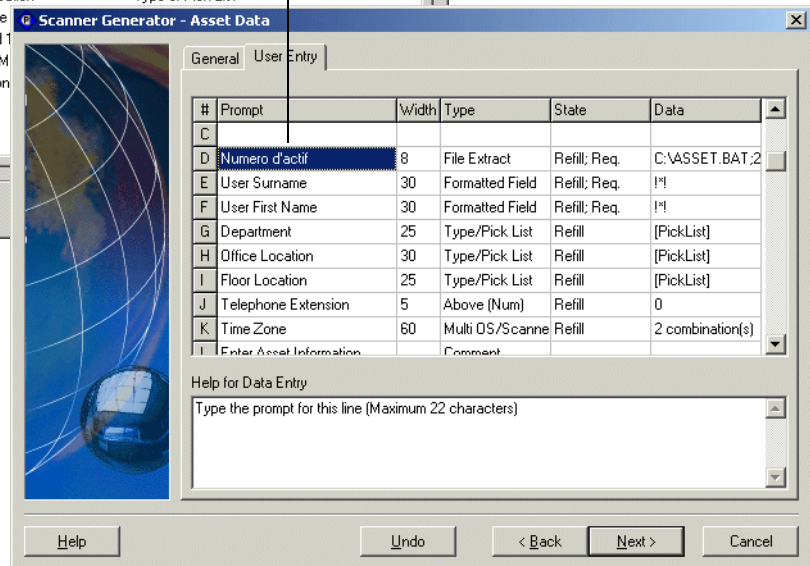 Scanner Generator - Asset Data
General User Entry
# Prompt Width Type State Data
C
D Numero d'actif 8 File Extract Refill; Req. C:\ASSET.BAT;2
E User Surname 30 Formatted Field Refill; Req. !*!
F User First Name 30 Formatted Field Refill; Req. !*!
G Department 25 Type/Pick List Refill [PickList]
H Office Location 30 Type/Pick List Refill [PickList]
I Floor Location 25 Type/Pick List Refill [PickList]
J Telephone Extension 5 Above (Num) Refill 0
K Time Zone 60 Multi OS/Scanne Refill 2 combination(s)
L Enter Asset Information Comment
Help for Data Entry
Type the prompt for this line (Maximum 22 characters)
Help Undo < Back Next > Cancel